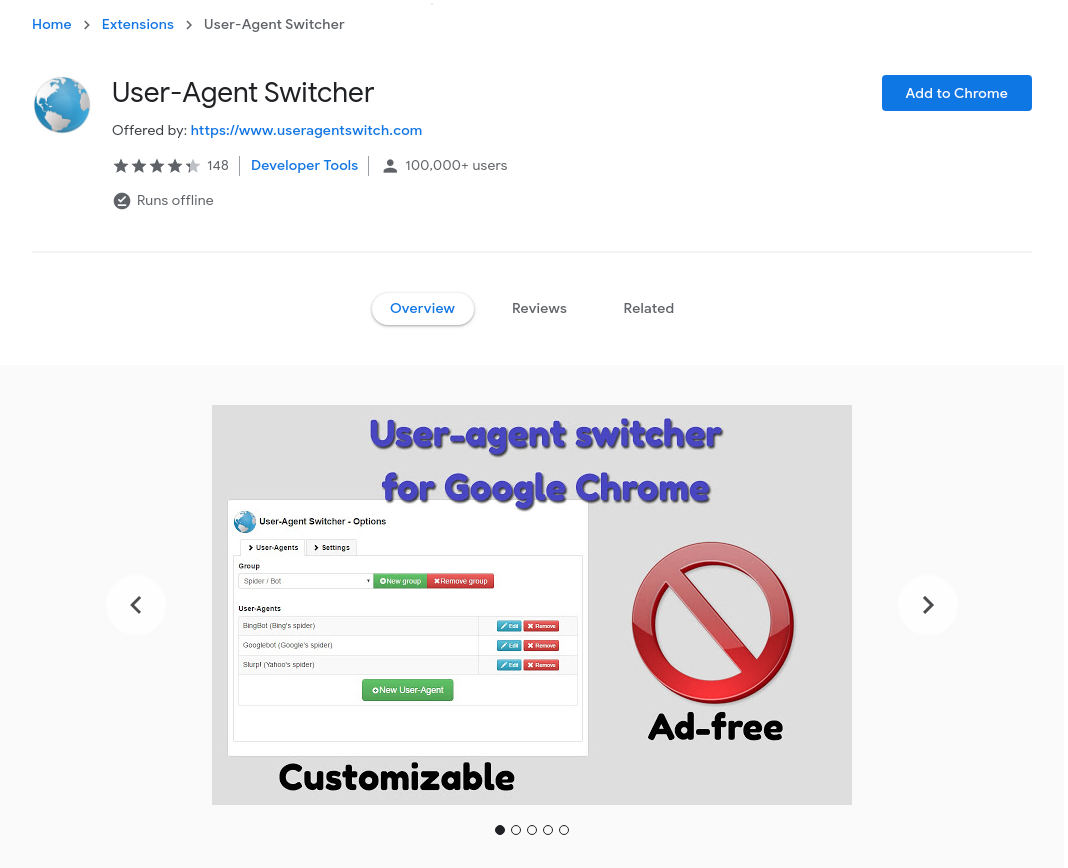 Home > Extensions > User-Agent Switcher
User-Agent Switcher
Add to Chrome
Offered by: https://www.useragentswitch.com
148 | Developer Tools | 100,000+ users
Runs offline
Overview Reviews Related
User-agent switcher
for Google Chrome
User-Agent Switcher - Options
User-Agents Settings
Group
Spider / Bot New group Remove group
User-Agents
BingBot (Bing's spider) Edit Remove
Googlebot (Google's spider) Edit Remove
Slurp! (Yahoo's spider) Edit Remove
New User-Agent
Ad-free
Customizable